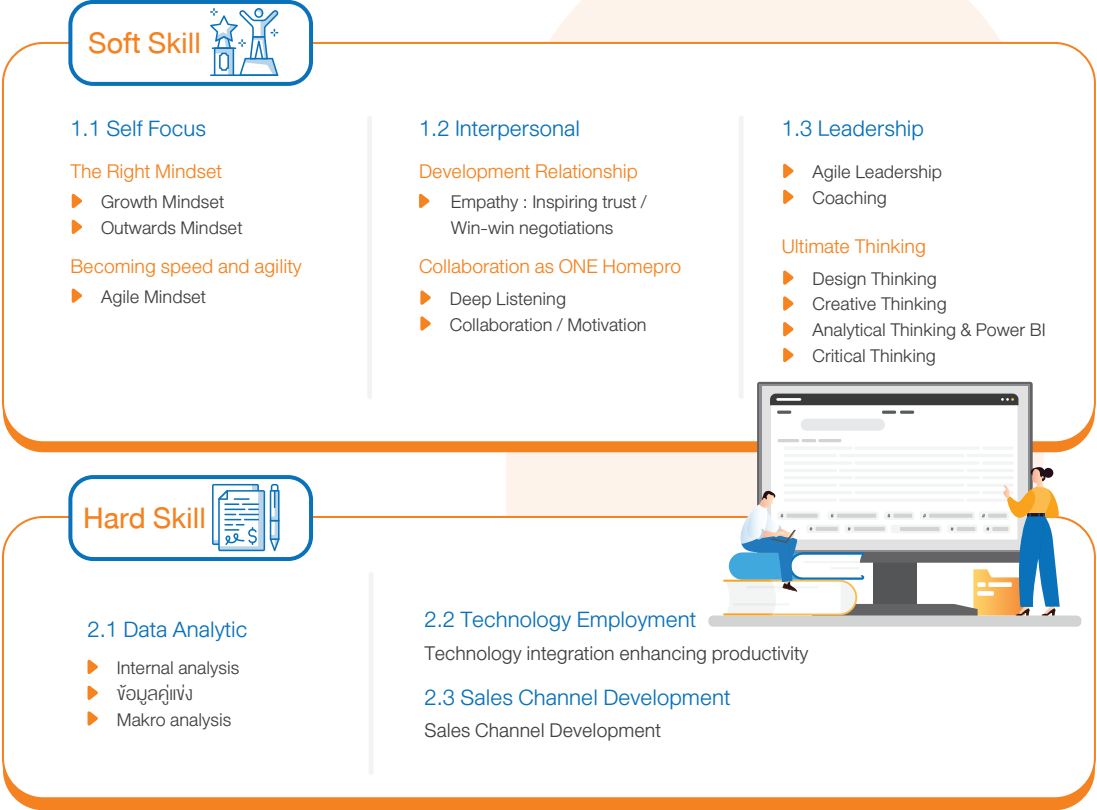 Soft Skill
1.1 Self Focus
The Right Mindset
Growth Mindset
Outwards Mindset
Becoming speed and agility
Agile Mindset
1.2 Interpersonal
Development Relationship
Empathy : Inspiring trust /
Win-win negotiations
Collaboration as ONE Homepro
Deep Listening
Collaboration / Motivation
1.3 Leadership
Agile Leadership
Coaching
Ultimate Thinking
Design Thinking
Creative Thinking
Analytical Thinking & Power BI
Critical Thinking
Hard Skill
$
2.1 Data Analytic
Internal analysis
ข้อมูลคู่แข่ง
Makro analysis
2.2 Technology Employment
Technology integration enhancing productivity
2.3 Sales Channel Development
Sales Channel Development